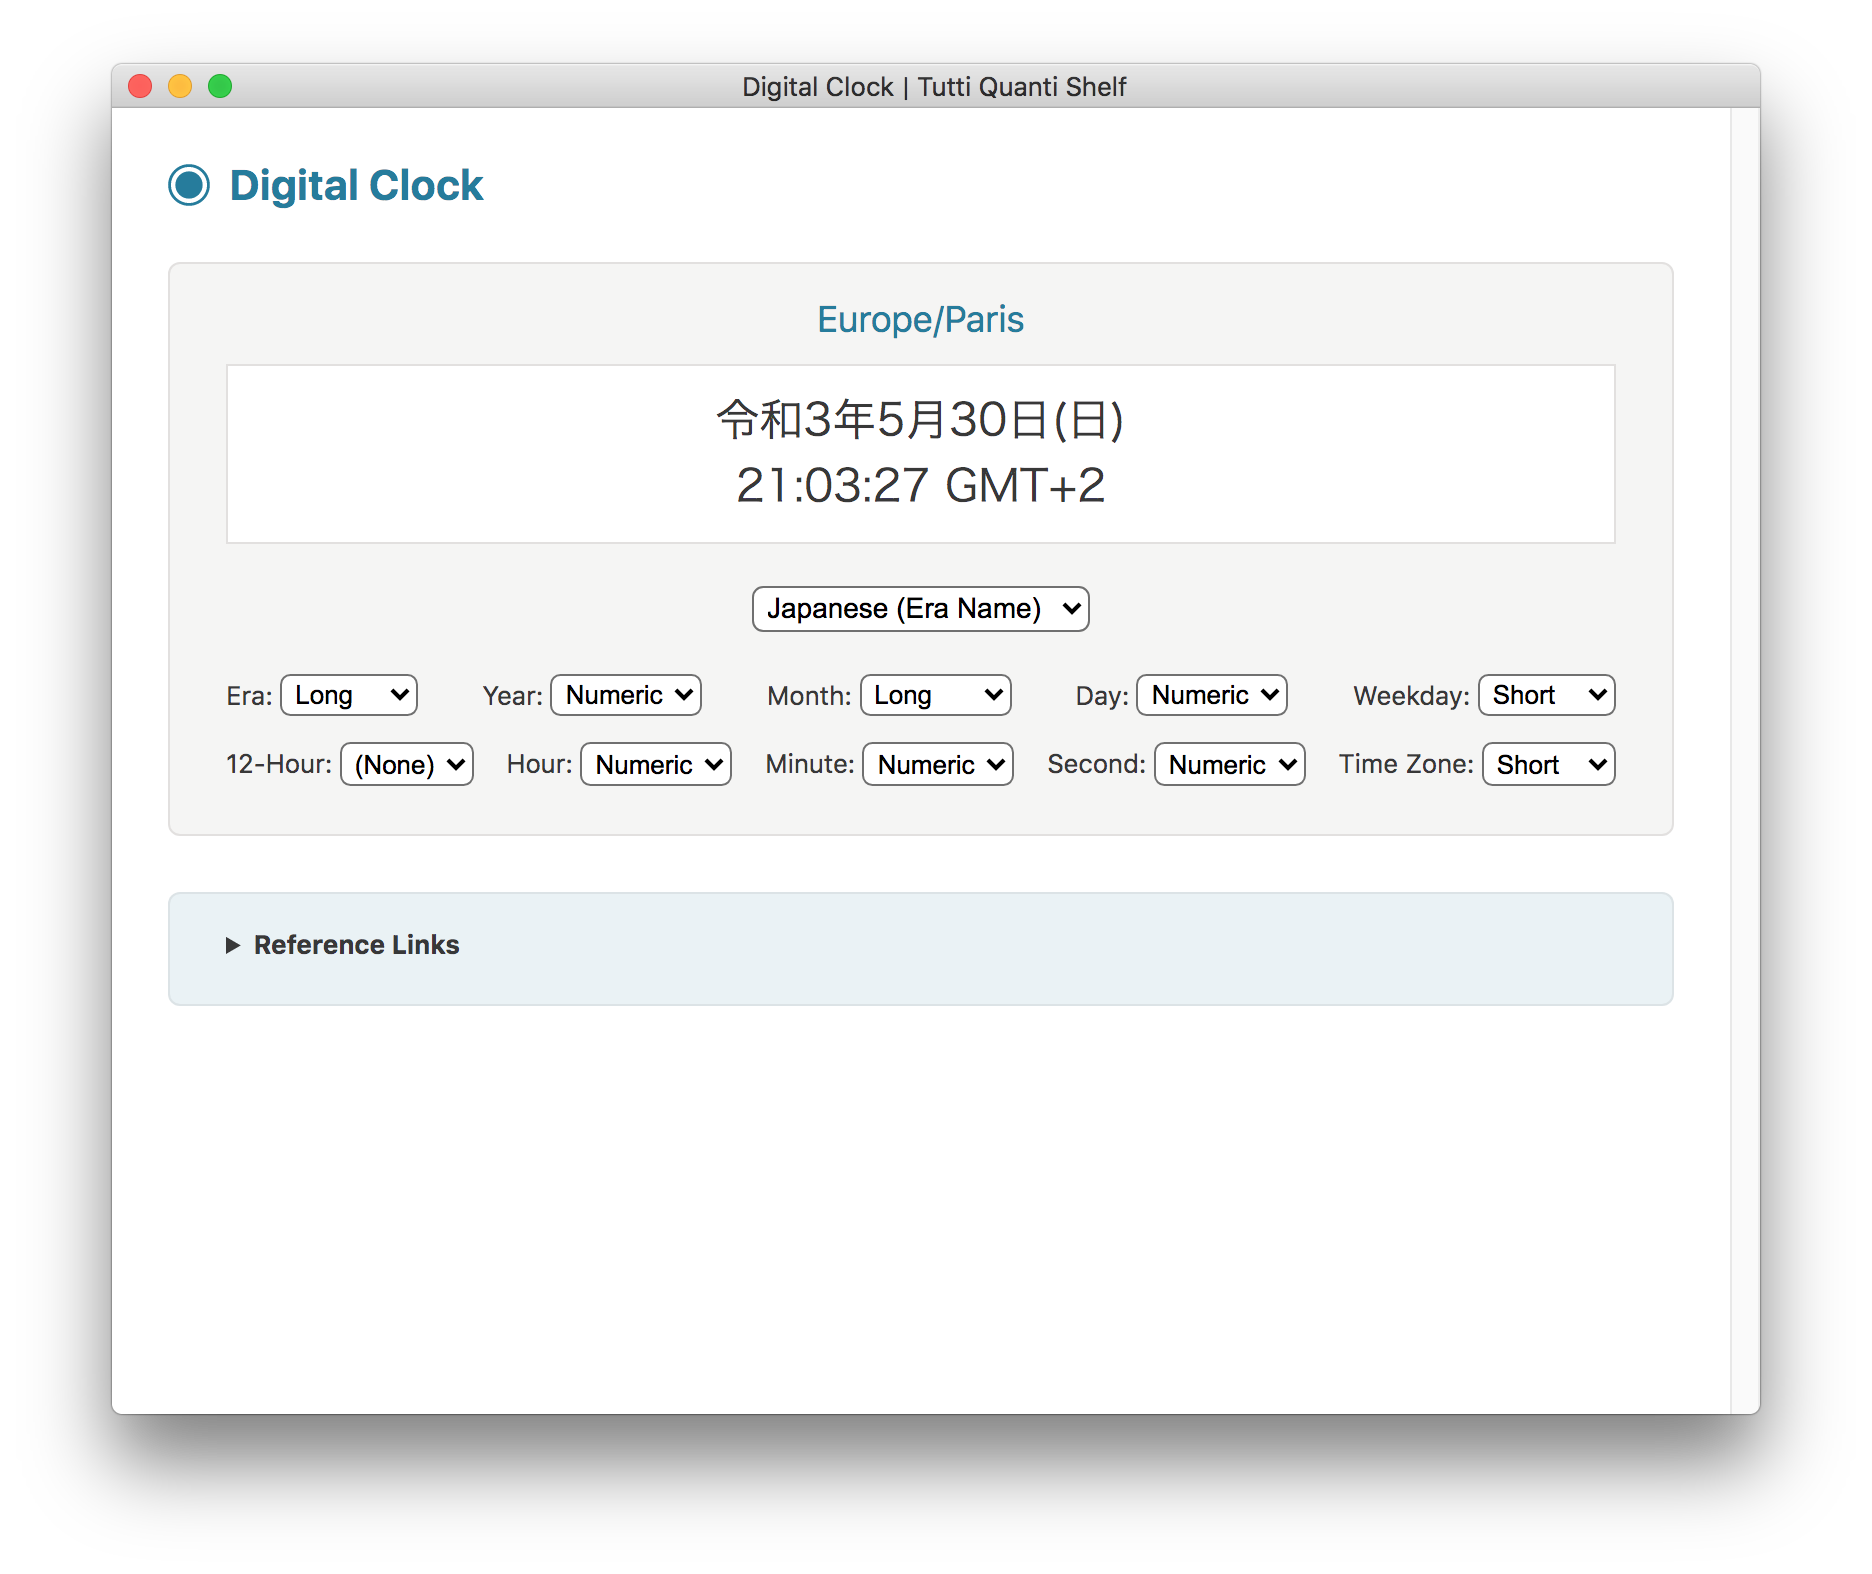 Digital Clock | Tutti Quanti Shelf
Digital Clock
Europe/Paris
令和3年5月30日(日)
21:03:27 GMT+2
Japanese (Era Name)
Era: Long Year: Numeric Month: Long Day: Numeric Weekday: Short
12-Hour: (None) Hour: Numeric Minute: Numeric Second: Numeric Time Zone: Short
Reference Links